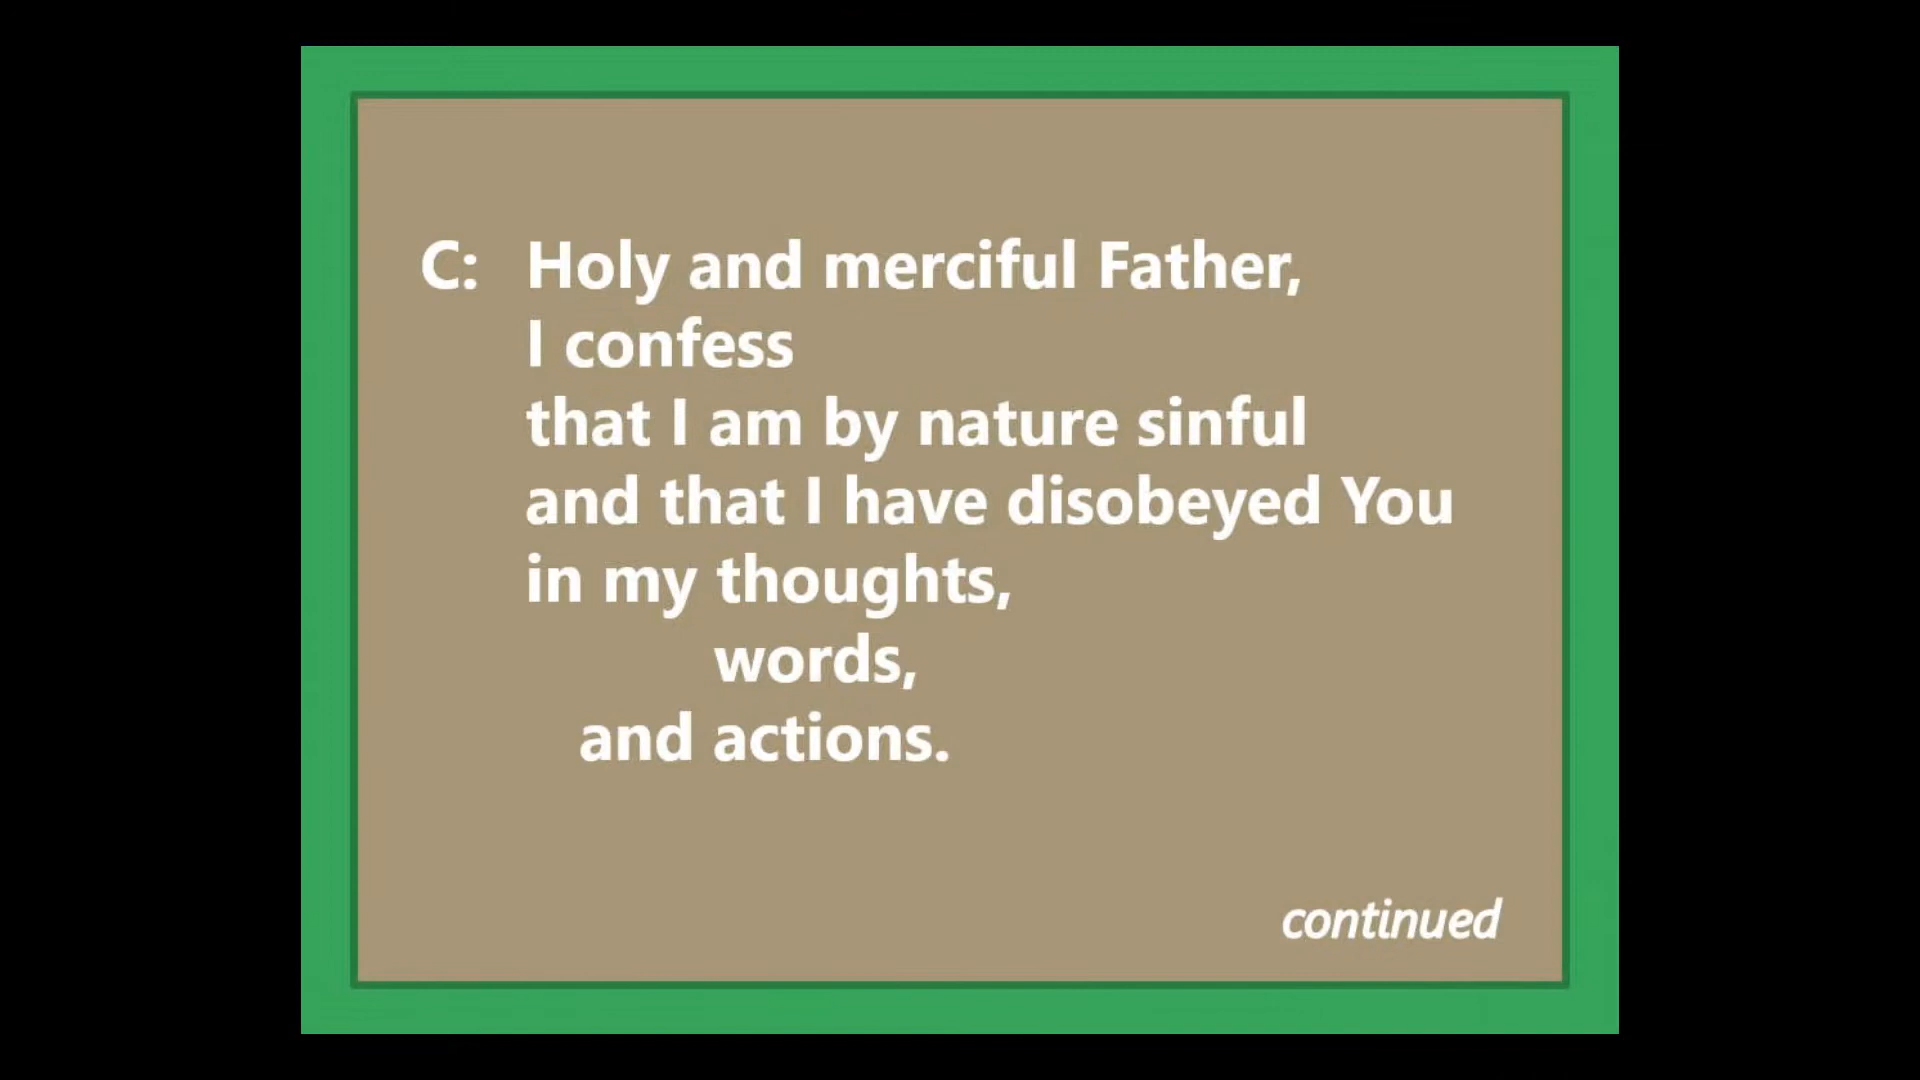 C: Holy and merciful Father,
I confess
that I am by nature sinful
and that I have disobeyed You
in my thoughts,
words,
and actions.
continued